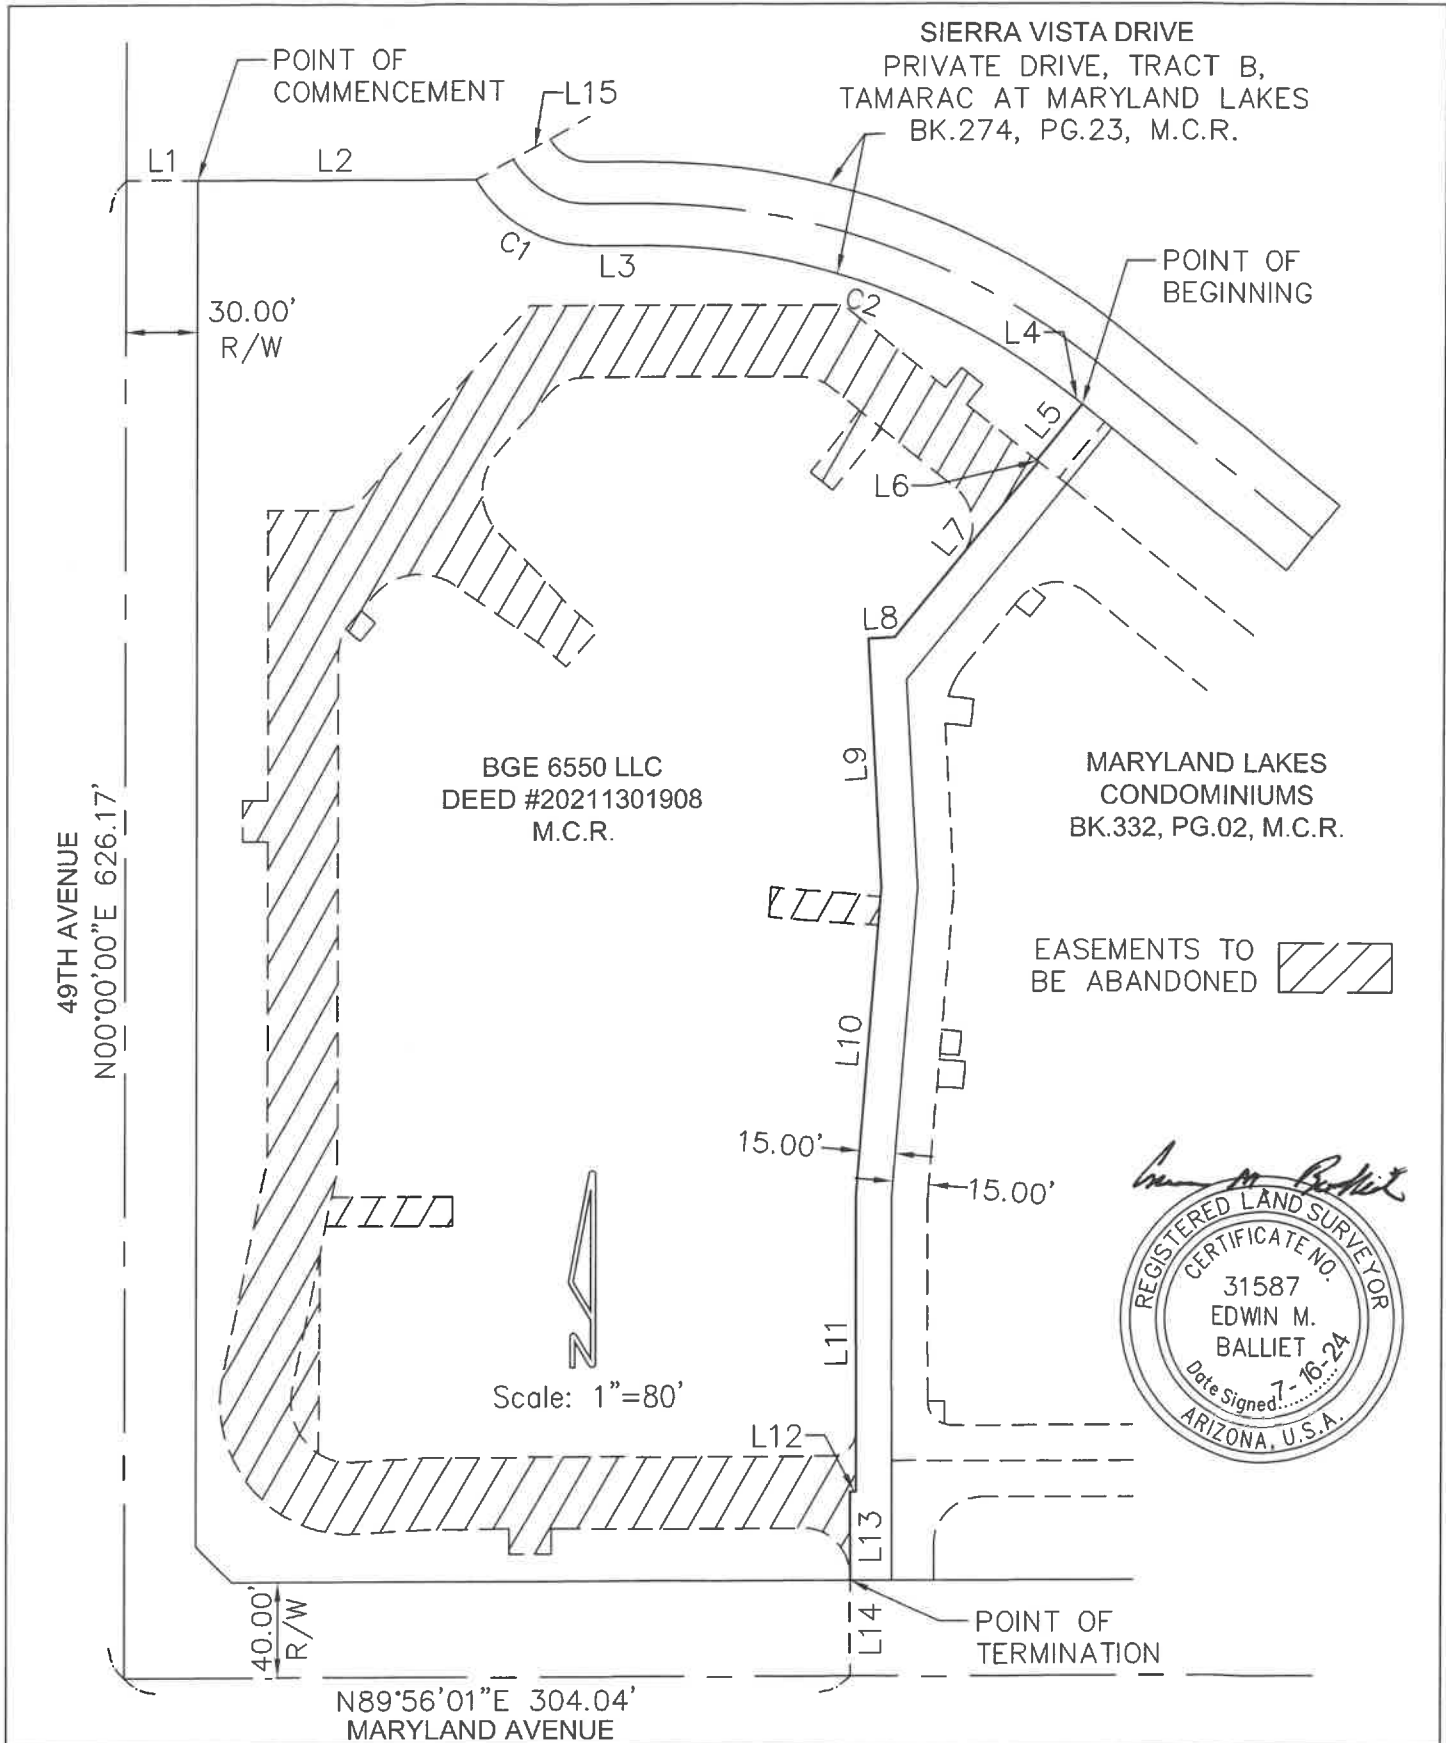 SIERRA VISTA DRIVE
PRIVATE DRIVE, TRACT B,
TAMARAC AT MARYLAND LAKES
BK.274, PG.23, M.C.R.
POINT OF
COMMENCEMENT
L15
L1
L2
C1
L3
POINT OF
BEGINNING
30.00'
R/W
C2
L4
L5
L6
L7
L8
L9
BGE 6550 LLC
DEED #20211301908
M.C.R.
MARYLAND LAKES
CONDOMINIUMS
BK.332, PG.02, M.C.R.
49TH AVENUE
N00°00'00"E 626.17'
EASEMENTS TO
BE ABANDONED
L10
15.00'
15.00'
REGISTERED LAND SURVEYOR
CERTIFICATE NO.
31587
EDWIN M.
BALLIET
Date Signed 7-16-24
ARIZONA, U.S.A.
N
Scale: 1"=80'
L11
L12
L13
40.00'
R/W
L14
POINT OF
TERMINATION
N89°56'01"E 304.04'
MARYLAND AVENUE